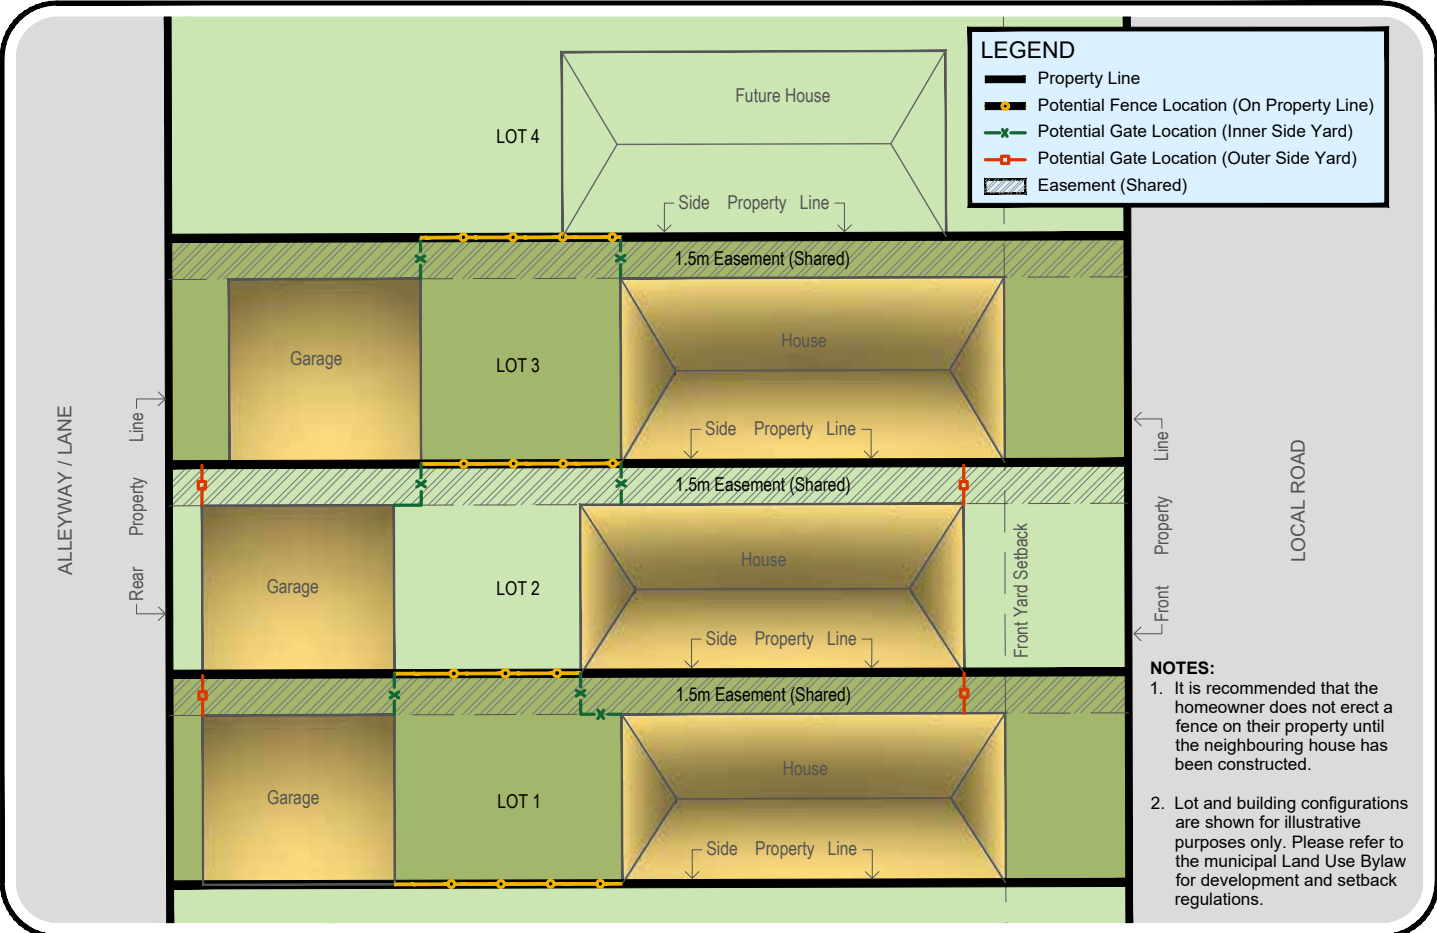 LEGEND
Property Line
Potential Fence Location (On Property Line)
Potential Gate Location (Inner Side Yard)
Potential Gate Location (Outer Side Yard)
Easement (Shared)
Future House
LOT 4
Side Property Line
1.5m Easement (Shared)
Garage
LOT 3
House
Side Property Line
1.5m Easement (Shared)
Garage
LOT 2
House
Side Property Line
1.5m Easement (Shared)
Garage
LOT 1
House
Side Property Line
ALLEYWAY / LANE
Rear Property Line
Front Yard Setback
Front Property Line
LOCAL ROAD
NOTES:
1. It is recommended that the
homeowner does not erect a
fence on their property until
the neighbouring house has
been constructed.
2. Lot and building configurations
are shown for illustrative
purposes only. Please refer to
the municipal Land Use Bylaw
for development and setback
regulations.